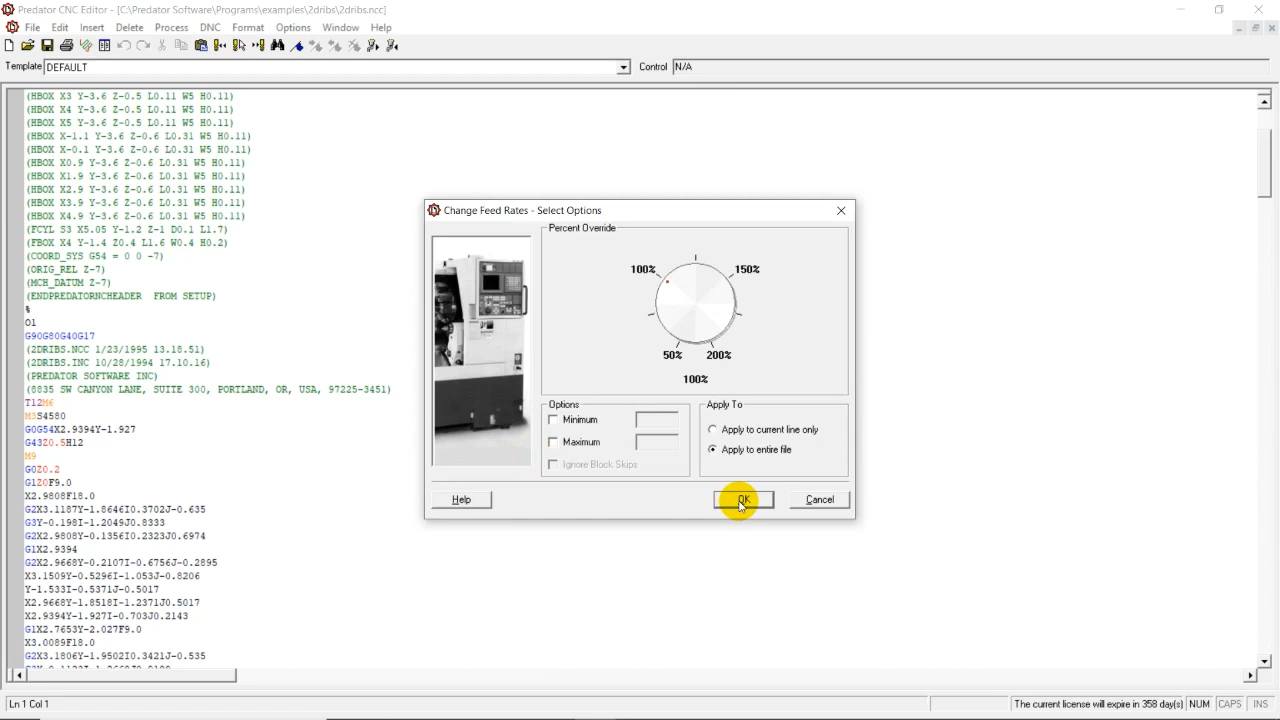 Predator CNC Editor - [C:\Predator Software\Programs\examples\2dribs\2dribs.ncc]
File Edit Insert Delete Process DNC Format Options Window Help
Template DEFAULT Control N/A
(HBOX X3 Y-3.6 Z-0.5 L0.11 W5 H0.11)
(HBOX X4 Y-3.6 Z-0.5 L0.11 W5 H0.11)
(HBOX X5 Y-3.6 Z-0.5 L0.11 W5 H0.11)
(HBOX X-1.1 Y-3.6 Z-0.6 L0.31 W5 H0.11)
(HBOX X-0.1 Y-3.6 Z-0.6 L0.31 W5 H0.11)
(HBOX X0.9 Y-3.6 Z-0.6 L0.31 W5 H0.11)
(HBOX X1.9 Y-3.6 Z-0.6 L0.31 W5 H0.11)
(HBOX X2.9 Y-3.6 Z-0.6 L0.31 W5 H0.11)
(HBOX X3.9 Y-3.6 Z-0.6 L0.31 W5 H0.11)
(HBOX X4.9 Y-3.6 Z-0.6 L0.31 W5 H0.11)
(FCYL S3 X5.05 Y-1.2 Z-1 D0.1 L1.7)
(FBOX X4 Y-1.4 Z0.4 L1.6 W0.4 H0.2)
(COORD_SYS G54 = 0 0 -7)
(ORIG_REL Z-7)
(MCH_DATUM Z-7)
(ENDPREDATORNCHEADER FROM SETUP)
%
O1
G90G80G40G17
(2DRIBS.NCC 1/23/1995 13.18.51)
(2DRIBS.INC 10/28/1994 17.10.16)
(PREDATOR SOFTWARE INC)
(8835 SW CANYON LANE, SUITE 300, PORTLAND, OR, USA, 97225-3451)
T12M6
M3S4580
G0G54X2.9394Y-1.927
G43Z0.5H12
M9
G0Z0.2
G1Z0F9.0
X2.9808F18.0
G2X3.1187Y-1.8646I0.3702J-0.635
G3Y-0.198I-1.2049J0.8333
G2X2.9808Y-0.1356I0.2323J0.6974
G1X2.9394
G2X2.9668Y-0.2107I-0.6756J-0.2895
X3.1509Y-0.5296I-1.053J-0.8206
Y-1.533I-0.5371J-0.5017
X2.9668Y-1.8518I-1.2371J0.5017
X2.9394Y-1.927I-0.703J0.2143
G1X2.7653Y-2.027F9.0
X3.0089F18.0
G2X3.1806Y-1.9502I0.3421J-0.535
Change Feed Rates - Select Options
Percent Override
100% 150%
50% 200%
100%
Options
Minimum
Maximum
Ignore Block Skips
Apply To
Apply to current line only
Apply to entire file
Help OK Cancel
Ln 1 Col 1 The current license will expire in 358 day(s) NUM CAPS INS